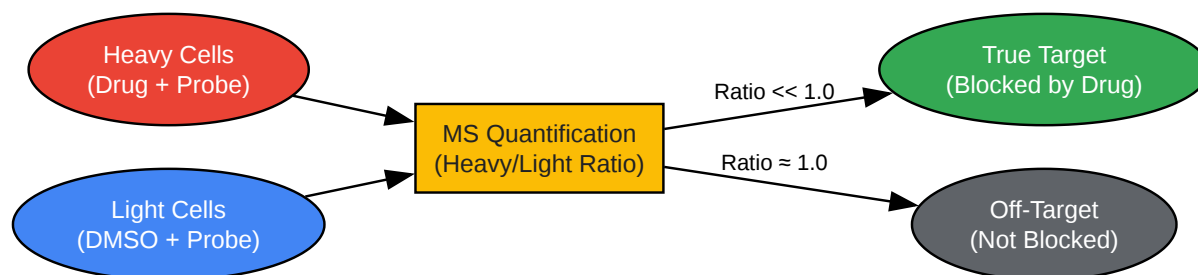 Heavy Cells
(Drug + Probe)
Light Cells
(DMSO + Probe)
MS Quantification
(Heavy/Light Ratio)
Ratio << 1.0
Ratio ≈ 1.0
True Target
(Blocked by Drug)
Off-Target
(Not Blocked)